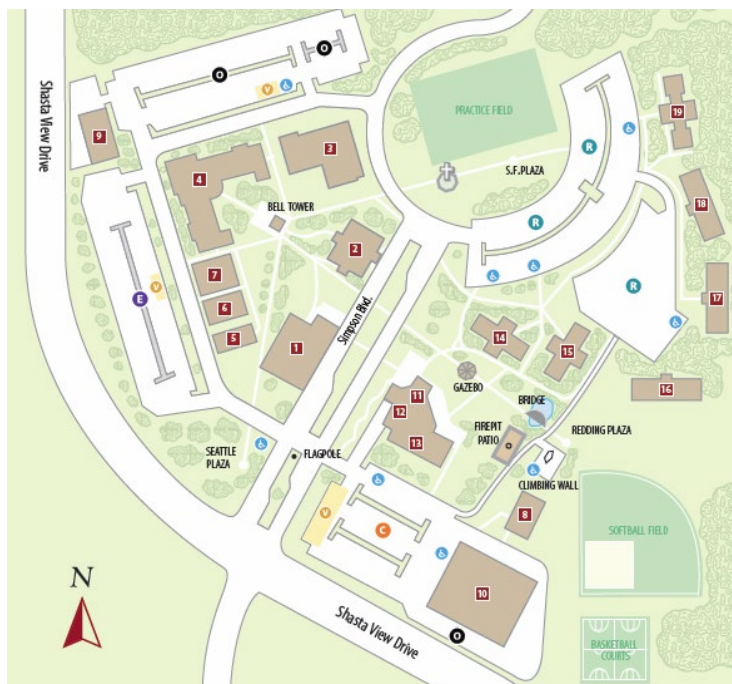 O
O
V
Shasta View Drive
9
3
4
PRACTICE FIELD
19
R
S.F. PLAZA
BELL TOWER
18
2
R
7
E
V
6
5
R
17
1
Simpson Blvd.
14
15
GAZEBO
16
11
12
BRIDGE
13
FIREPIT
PATIO
REDDING PLAZA
SEATTLE
PLAZA
FLAGPOLE
CLIMBING WALL
V
8
C
SOFTBALL FIELD
N
10
Shasta View Drive
O
BASKETBALL
COURTS